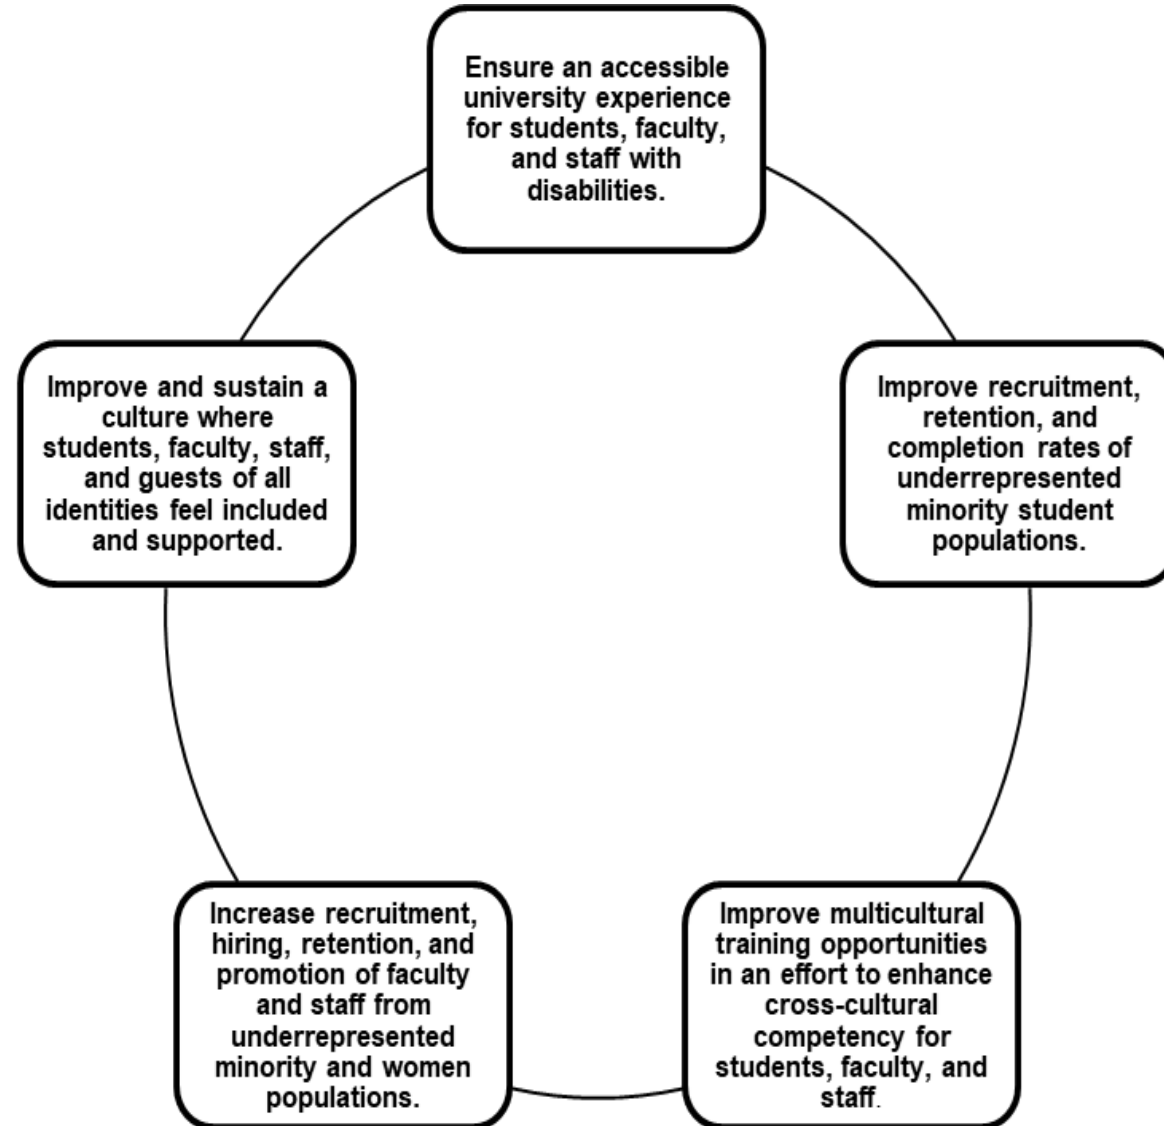 Ensure an accessible
university experience
for students, faculty,
and staff with
disabilities.
Improve and sustain a
culture where
students, faculty, staff,
and guests of all
identities feel included
and supported.
Improve recruitment,
retention, and
completion rates of
underrepresented
minority student
populations.
Increase recruitment,
hiring, retention, and
promotion of faculty
and staff from
underrepresented
minority and women
populations.
Improve multicultural
training opportunities
in an effort to enhance
cross-cultural
competency for
students, faculty, and
staff.